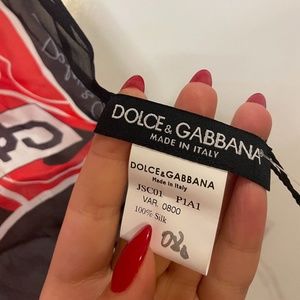 DOLCE & GABBANA
MADE IN ITALY
DOLCE&GABBANA
Made in Italy
JSC01 P1A1
VAR. 0800
100% Silk